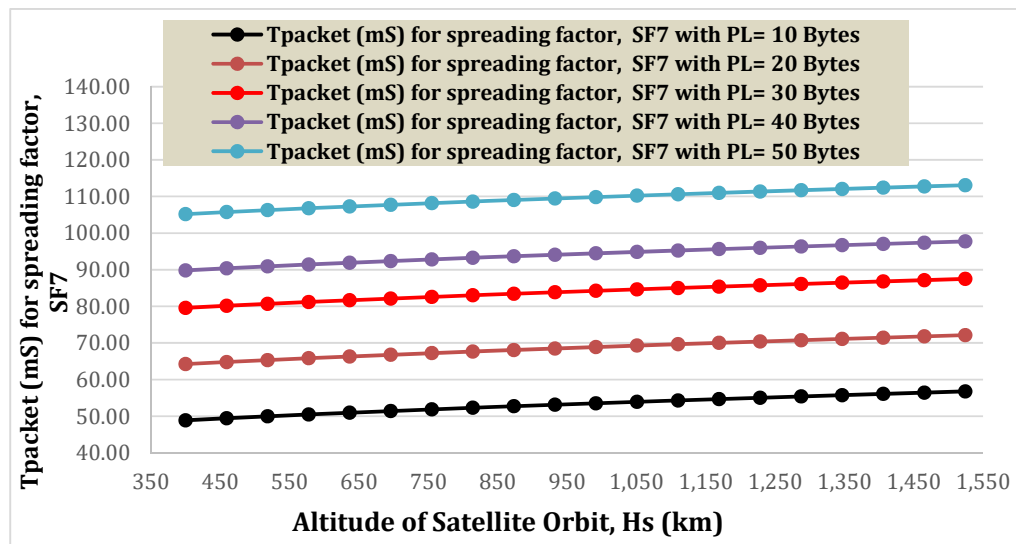 Tpacket (mS) for spreading factor, SF7 with PL= 10 Bytes
Tpacket (mS) for spreading factor, SF7 with PL= 20 Bytes
Tpacket (mS) for spreading factor, SF7 with PL= 30 Bytes
Tpacket (mS) for spreading factor, SF7 with PL= 40 Bytes
Tpacket (mS) for spreading factor, SF7 with PL= 50 Bytes
Tpacket (mS) for spreading factor,
SF7
140.00
130.00
120.00
110.00
100.00
90.00
80.00
70.00
60.00
50.00
40.00
350 450 550 650 750 850 950 1,050 1,150 1,250 1,350 1,450 1,550
Altitude of Satellite Orbit, Hs (km)